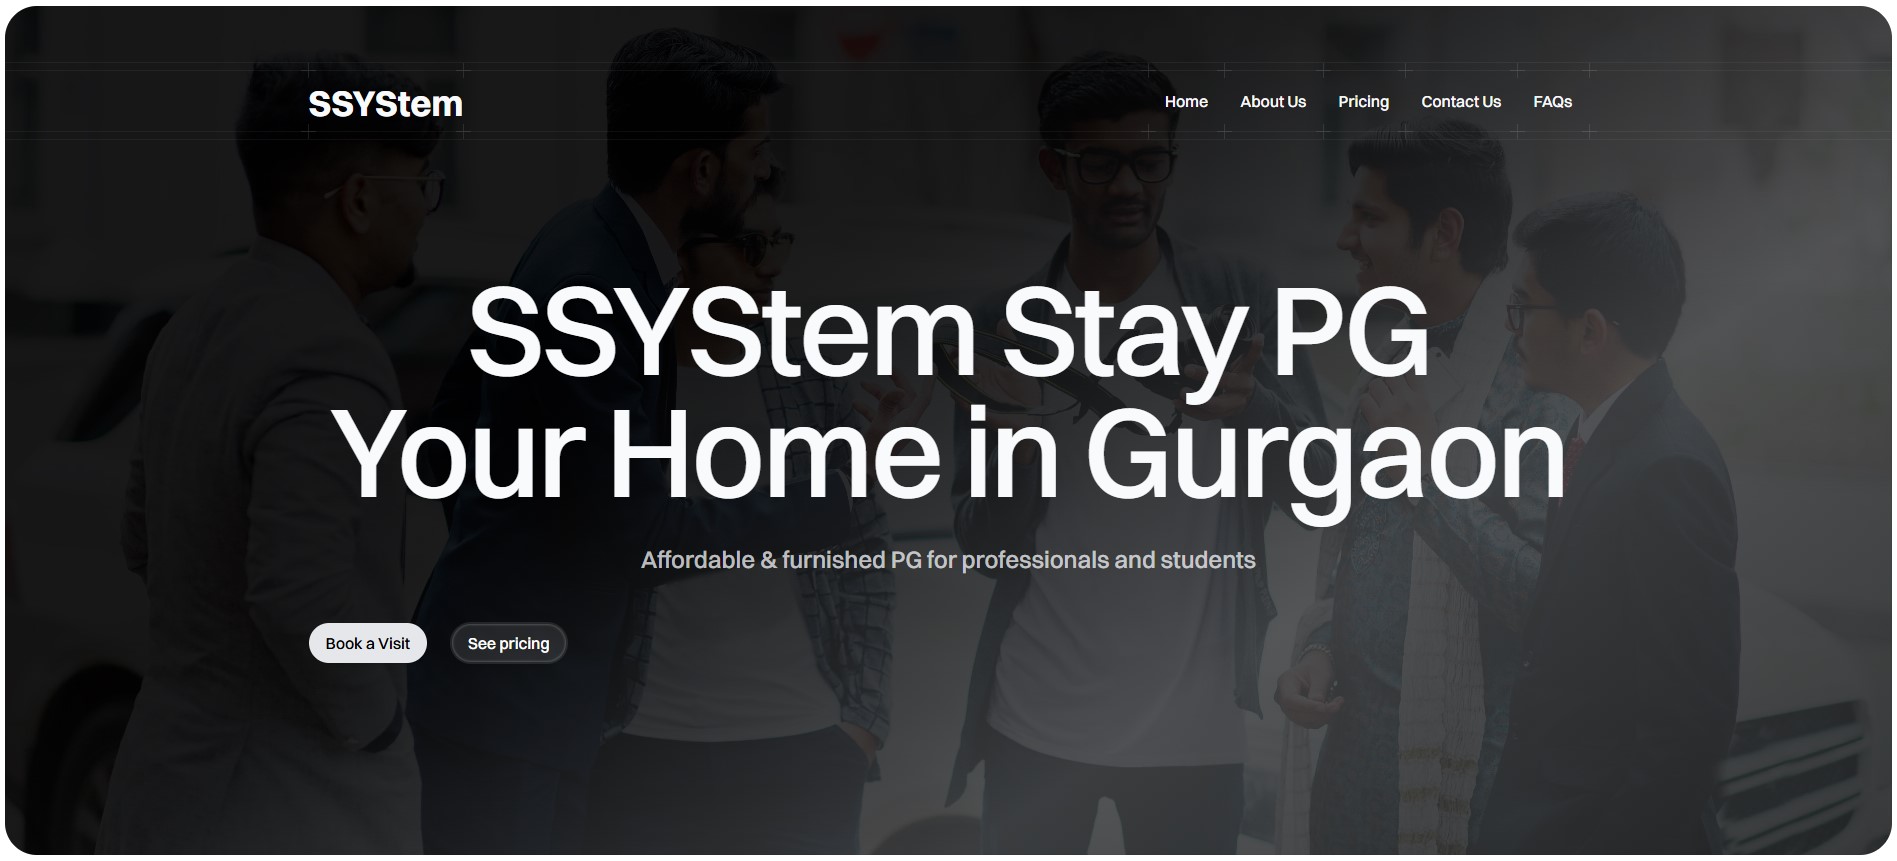 SSYStem
Home About Us Pricing Contact Us FAQs
SSYStem Stay PG
Your Home in Gurgaon
Affordable & furnished PG for professionals and students
Book a Visit See pricing